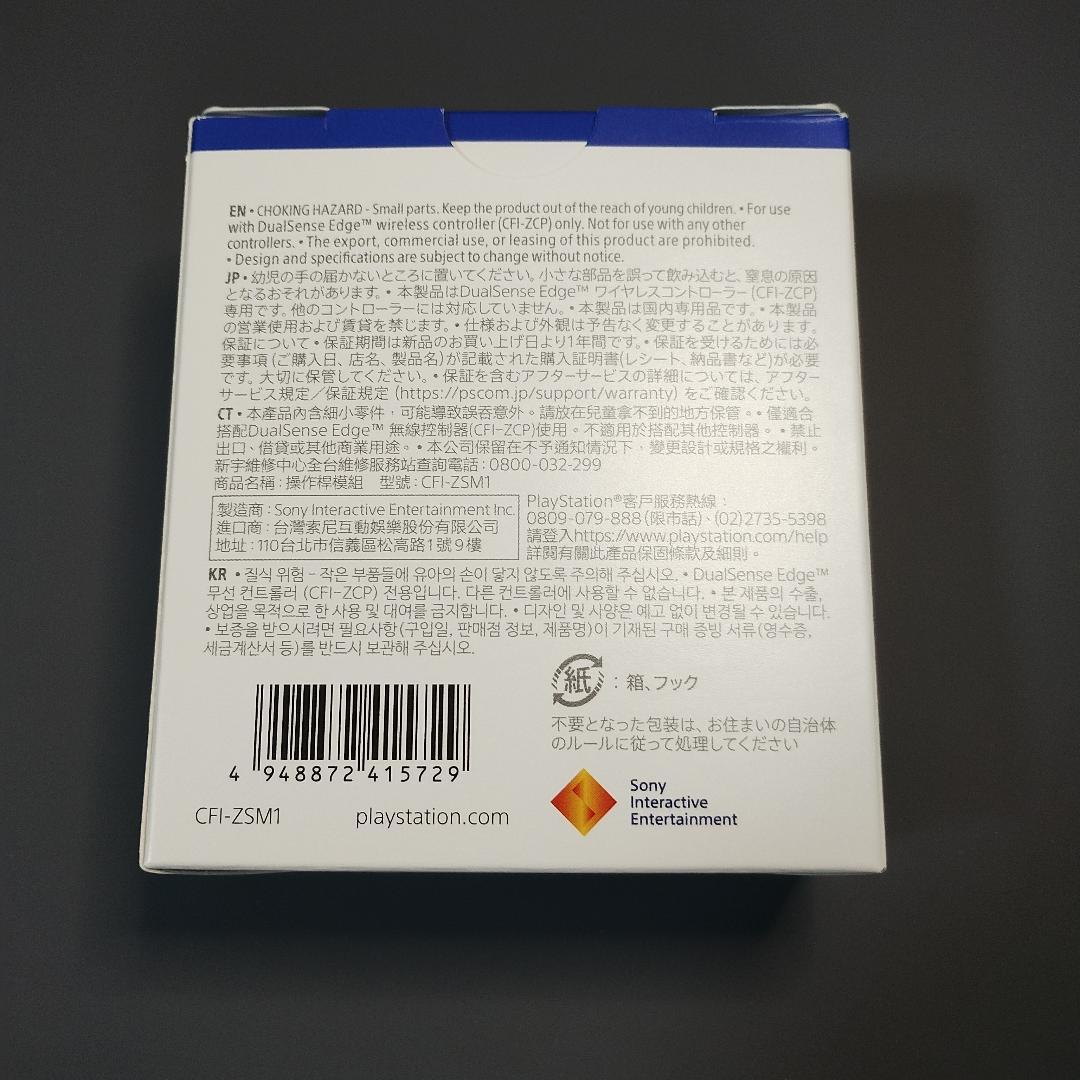 EN • CHOKING HAZARD - Small parts. Keep the product out of the reach of young children. • For use
with DualSense Edge™ wireless controller (CFI-ZCP) only. Not for use with any other
controllers. • The export, commercial use, or leasing of this product are prohibited.
• Design and specifications are subject to change without notice.
JP • 幼児の手の届かないところに置いてください。小さな部品を誤って飲み込むと、窒息の原因
となるおそれがあります。• 本製品はDualSense Edge™ ワイヤレスコントローラー (CFI-ZCP)
専用です。他のコントローラーには対応していません。• 本製品は国内専用品です。• 本製品
の営業使用および賃貸を禁じます。• 仕様および外観は予告なく変更することがあります。
保証について • 保証期間は新品のお買い上げ日より1年間です。• 保証を受けるためには必
要事項 (ご購入日、店名、製品名)が記載された購入証明書(レシート、納品書など)が必要
です。大切に保管してください。• 保証を含むアフターサービスの詳細については、アフター
サービス規定／保証規定 (https://pscom.jp/support/warranty) をご確認ください。
CT • 本產品內含細小零件，可能導致誤吞意外。請放在兒童拿不到的地方保管。• 僅適合
搭配DualSense Edge™ 無線控制器(CFI-ZCP)使用。不適用於搭配其他控制器。• 禁止
出口、借貸或其他商業用途。• 本公司保留在不予通知情況下，變更設計或規格之權利。
新宇維修中心全台維修服務站查詢電話：0800-032-299
商品名稱：操作桿模組 型號：CFI-ZSM1
製造商：Sony Interactive Entertainment Inc.
進口商：台灣索尼互動娛樂股份有限公司
地址：110台北市信義區松高路1號9樓
PlayStation®客戶服務熱線：
0809-079-888(限市話)、(02)2735-5398
請登入https://www.playstation.com/help
詳閱有關此產品保固條款及細則。
KR • 질식 위험 – 작은 부품들에 유아의 손이 닿지 않도록 주의해 주십시오. • DualSense Edge™
무선 컨트롤러 (CFI-ZCP) 전용입니다. 다른 컨트롤러에 사용할 수 없습니다. • 본 제품의 수출,
상업을 목적으로 한 사용 및 대여를 금지합니다. • 디자인 및 사양은 예고 없이 변경될 수 있습니다.
• 보증을 받으시려면 필요사항(구입일, 판매점 정보, 제품명)이 기재된 구매 증빙 서류(영수증,
세금계산서 등)를 반드시 보관해 주십시오.
紙 : 箱、フック
不要となった包装は、お住まいの自治体
のルールに従って処理してください
4 948872 415729
CFI-ZSM1
playstation.com
Sony
Interactive
Entertainment